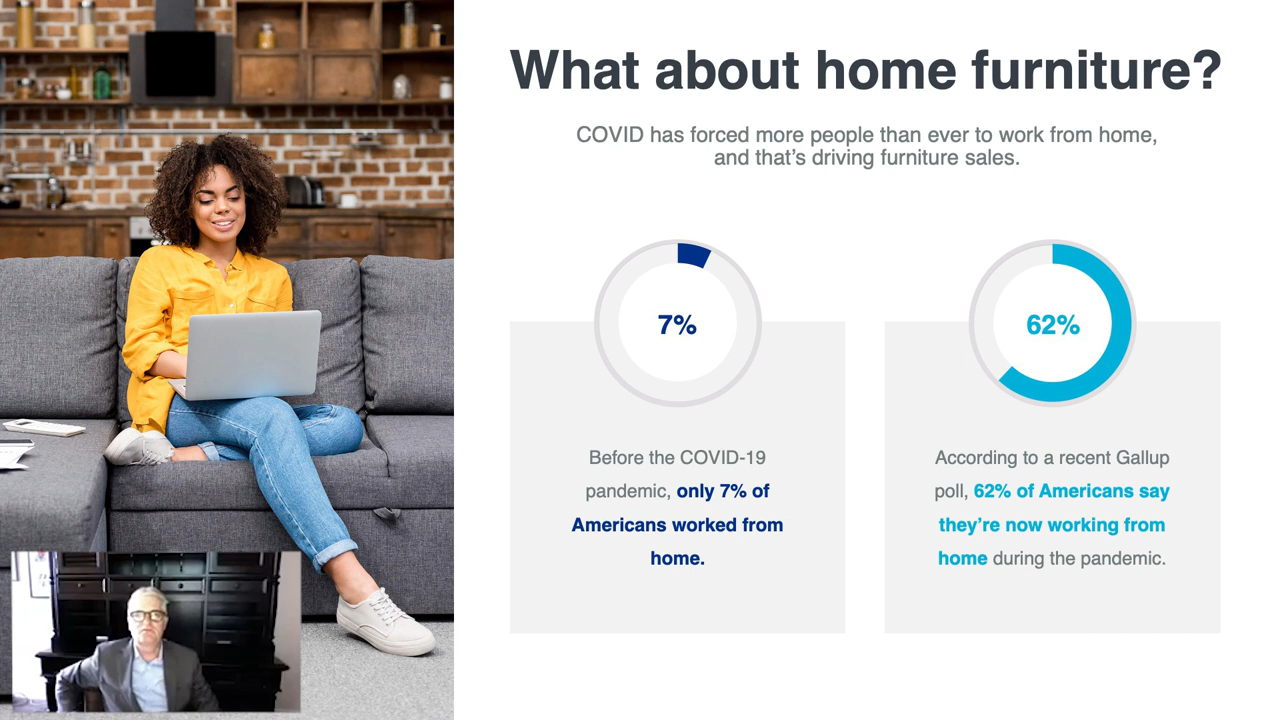 What about home furniture?
COVID has forced more people than ever to work from home,
and that’s driving furniture sales.
7%
Before the COVID-19
pandemic, only 7% of
Americans worked from
home.
62%
According to a recent Gallup
poll, 62% of Americans say
they’re now working from
home during the pandemic.